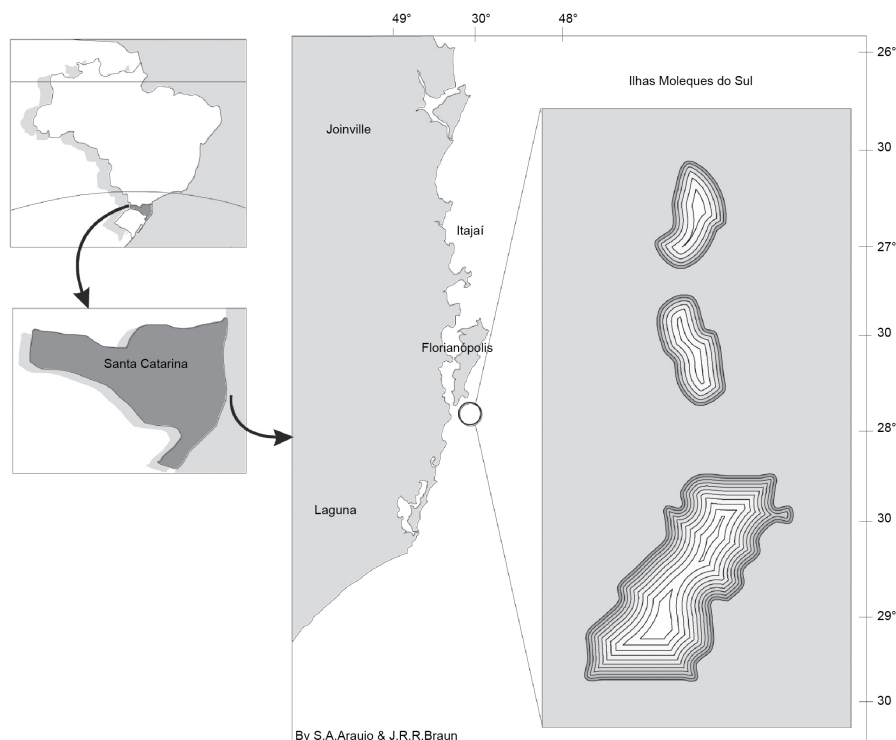 49° 30° 48°
26°
Ilhas Moleques do Sul
Joinville
30
Itajaí
27°
30
Florianópolis
Santa Catarina
28°
Laguna
30
29°
30
By S.A.Araujo & J.R.R.Braun